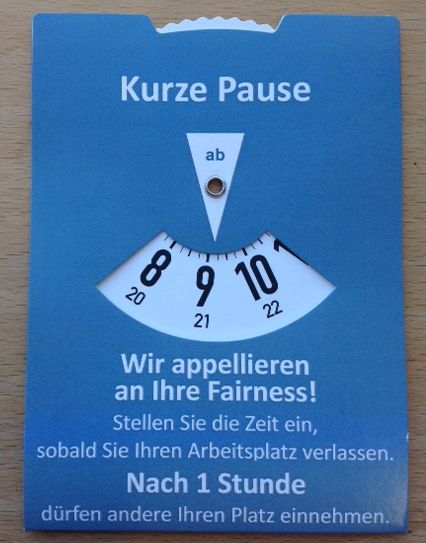 Kurze Pause
ab
8 9 10
20 21 22
Wir appellieren
an Ihre Fairness!
Stellen Sie die Zeit ein,
sobald Sie Ihren Arbeitsplatz verlassen.
Nach 1 Stunde
dürfen andere Ihren Platz einnehmen.